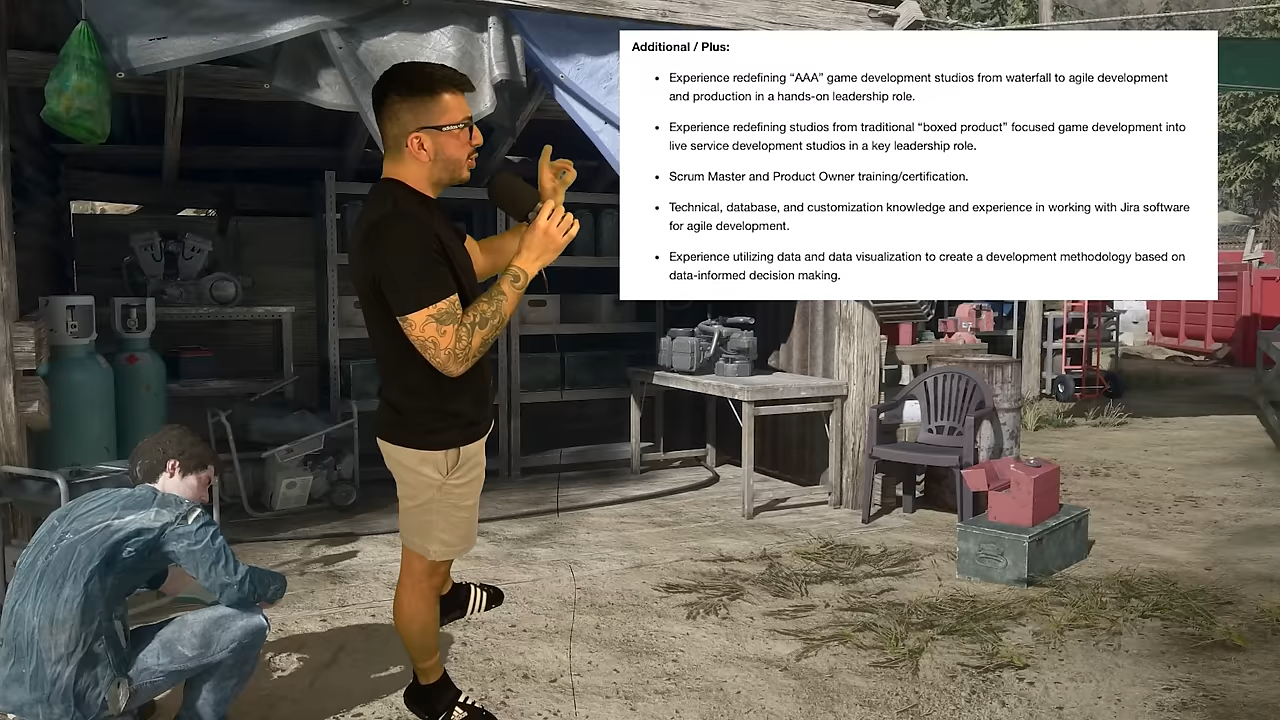 Additional / Plus:
Experience redefining “AAA” game development studios from waterfall to agile development
and production in a hands-on leadership role.
Experience redefining studios from traditional “boxed product” focused game development into
live service development studios in a key leadership role.
Scrum Master and Product Owner training/certification.
Technical, database, and customization knowledge and experience in working with Jira software
for agile development.
Experience utilizing data and data visualization to create a development methodology based on
data-informed decision making.
adidas